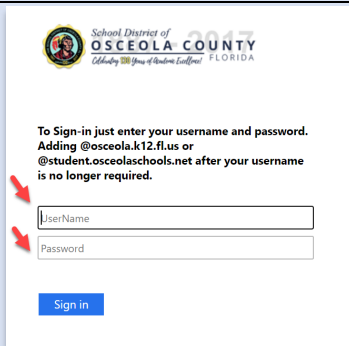 School District of
OSCEOLA COUNTY
FLORIDA
To Sign-in just enter your username and password.
Adding @osceola.k12.fl.us or
@student.osceolaschools.net after your username
is no longer required.
UserName
Password
Sign in